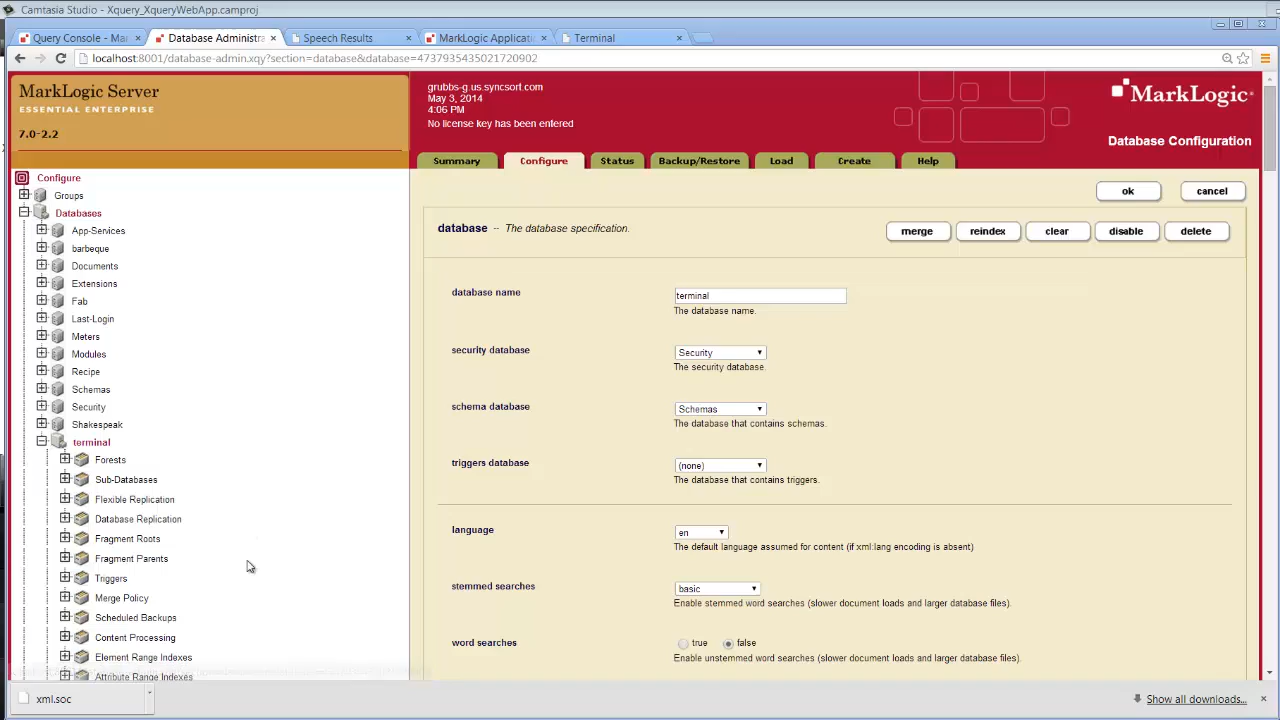 Camtasia Studio - Xquery_XqueryWebApp.camproj
Query Console - Ma
Database Administra
Speech Results
MarkLogic Applicati
Terminal
localhost:8001/database-admin.xqy?section=database&database=4737935435021720902
MarkLogic Server
ESSENTIAL ENTERPRISE
7.0-2.2
grubbs-g.us.syncsort.com
May 3, 2014
4:06 PM
No license key has been entered
MarkLogic
Database Configuration
Summary
Configure
Status
Backup/Restore
Load
Create
Help
Configure
Groups
Databases
App-Services
barbeque
Documents
Extensions
Fab
Last-Login
Meters
Modules
Recipe
Schemas
Security
Shakespeak
terminal
Forests
Sub-Databases
Flexible Replication
Database Replication
Fragment Roots
Fragment Parents
Triggers
Merge Policy
Scheduled Backups
Content Processing
Element Range Indexes
Attribute Range Indexes
ok
cancel
database -- The database specification.
merge
reindex
clear
disable
delete
database name
terminal
The database name.
security database
Security
The security database.
schema database
Schemas
The database that contains schemas.
triggers database
(none)
The database that contains triggers.
language
en
The default language assumed for content (if xml:lang encoding is absent)
stemmed searches
basic
Enable stemmed word searches (slower document loads and larger database files).
word searches
true
false
Enable unstemmed word searches (slower document loads and larger database files).
xml.soc
Show all downloads...